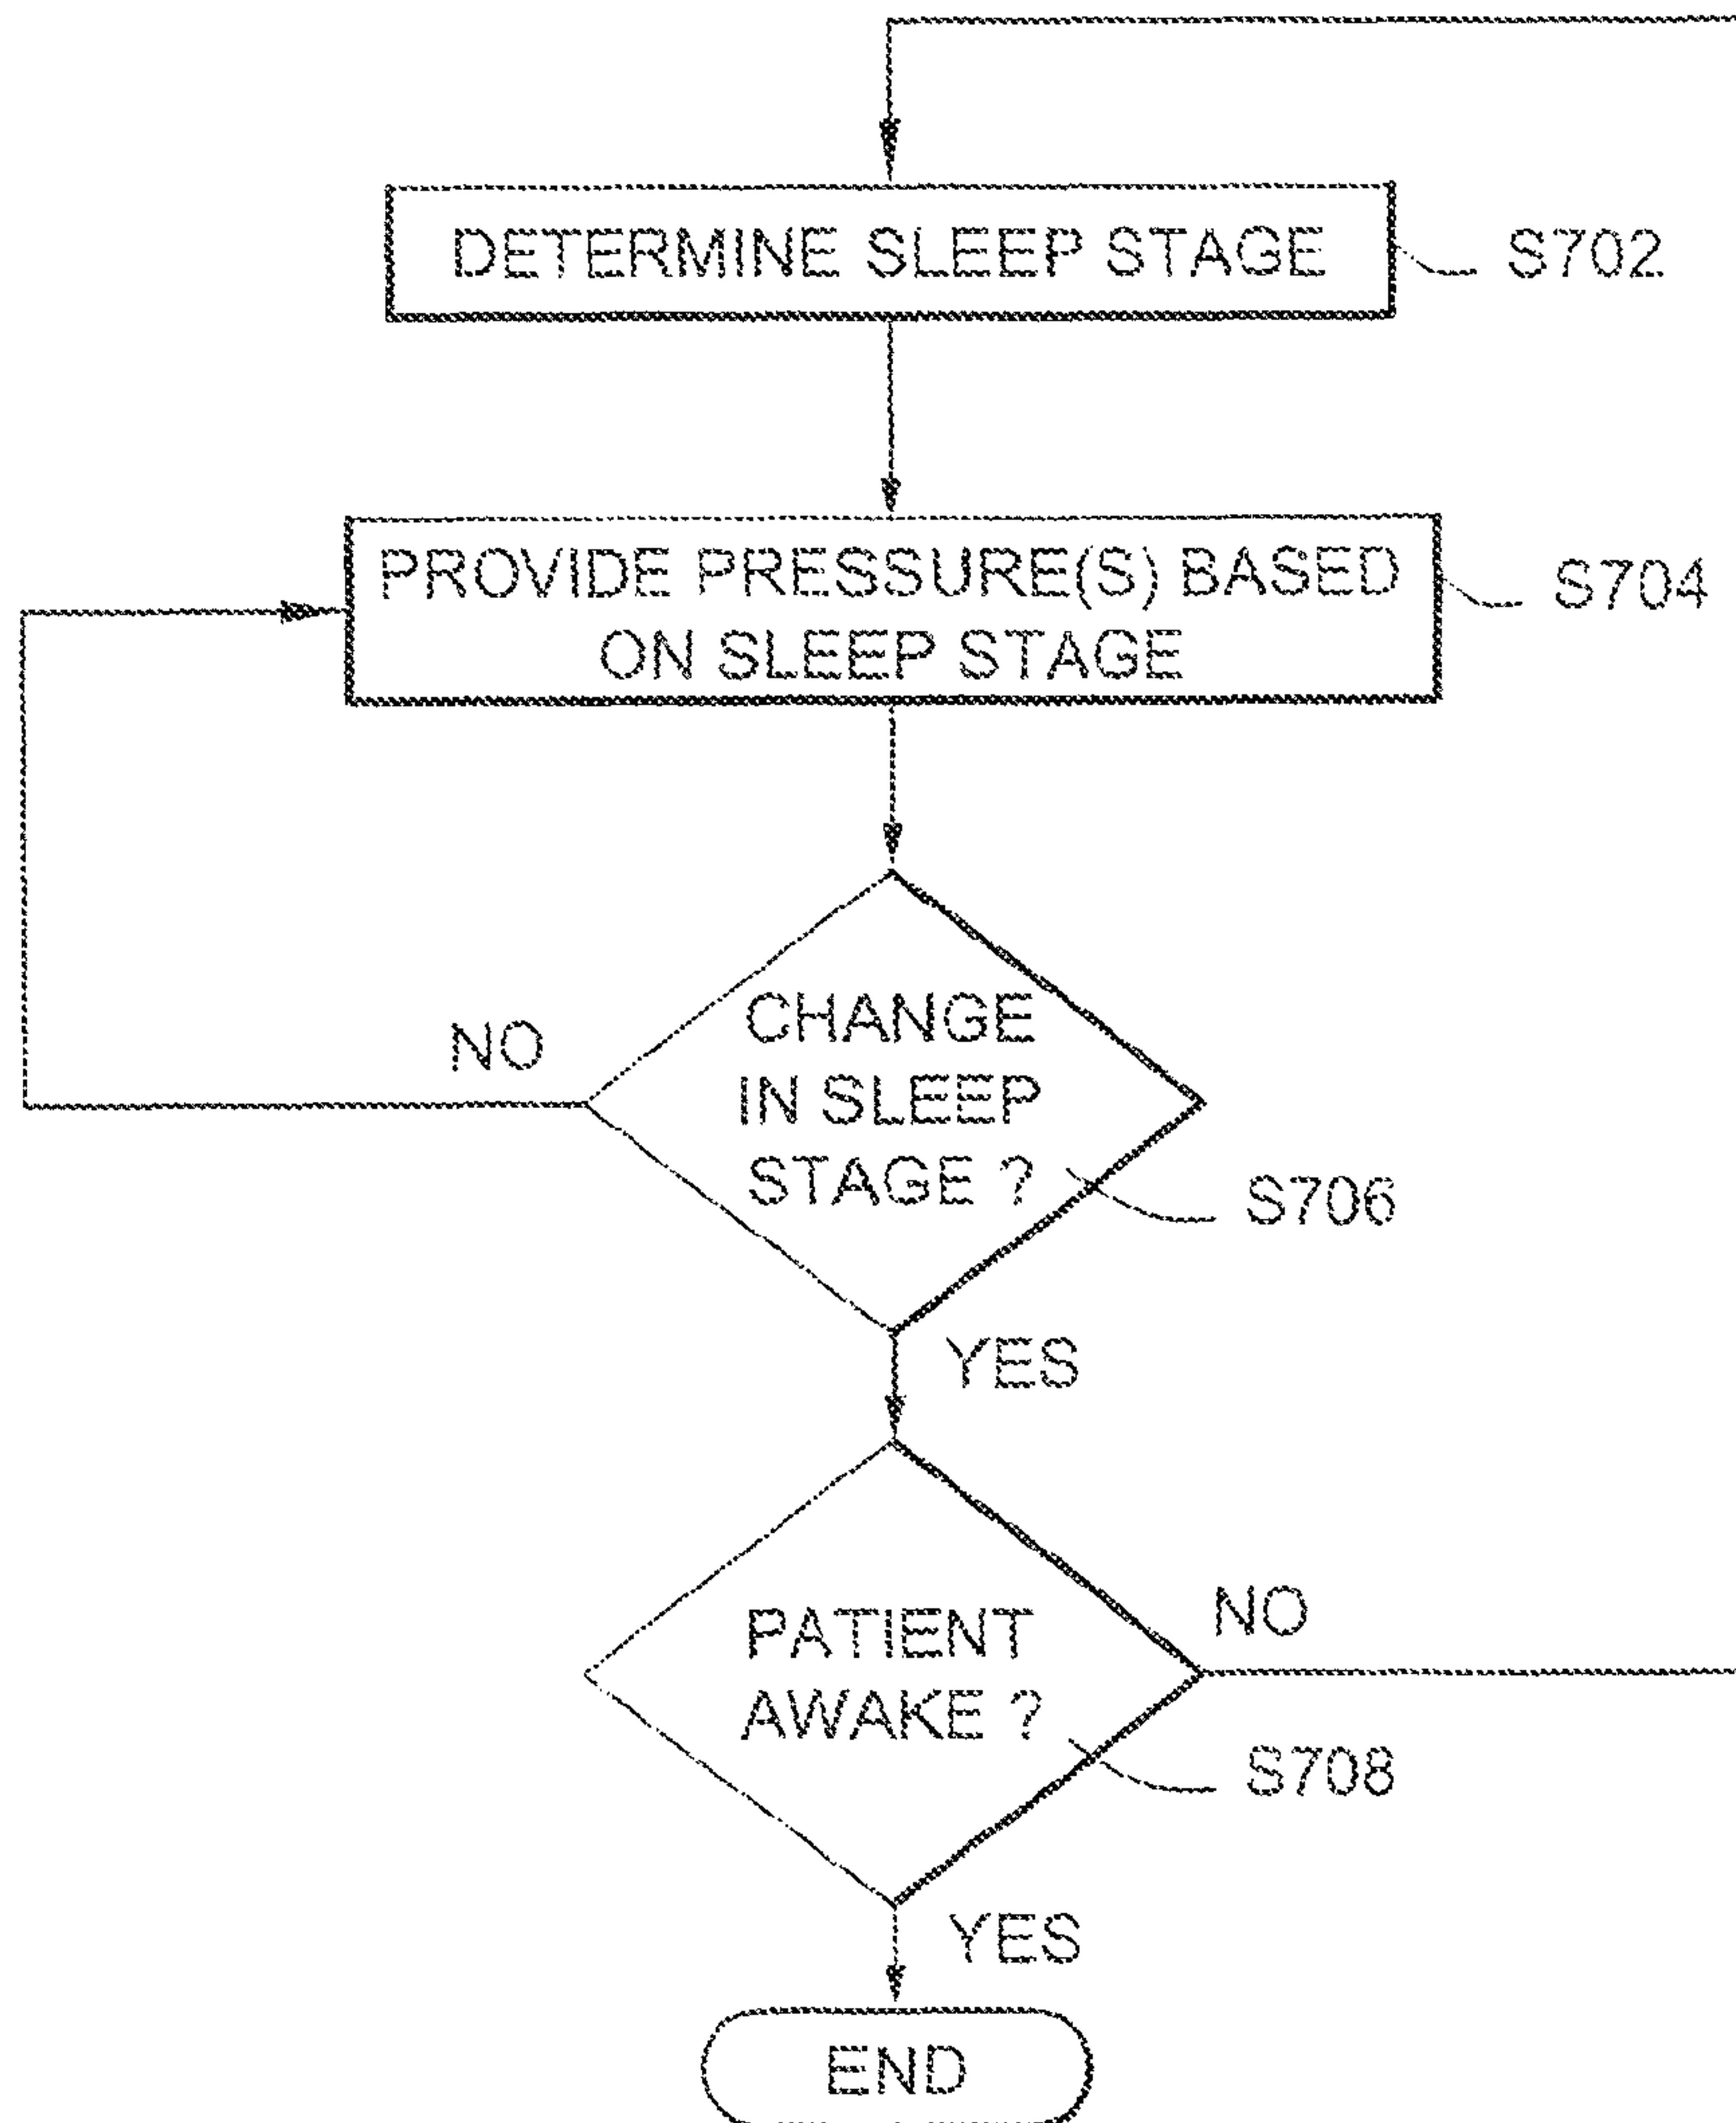 DETERMINE SLEEP STAGE
S702
PROVIDE PRESSURE(S) BASED
ON SLEEP STAGE
S704
NO
CHANGE
IN SLEEP
STAGE ?
S706
YES
PATIENT
AWAKE ?
NO
S708
YES
END